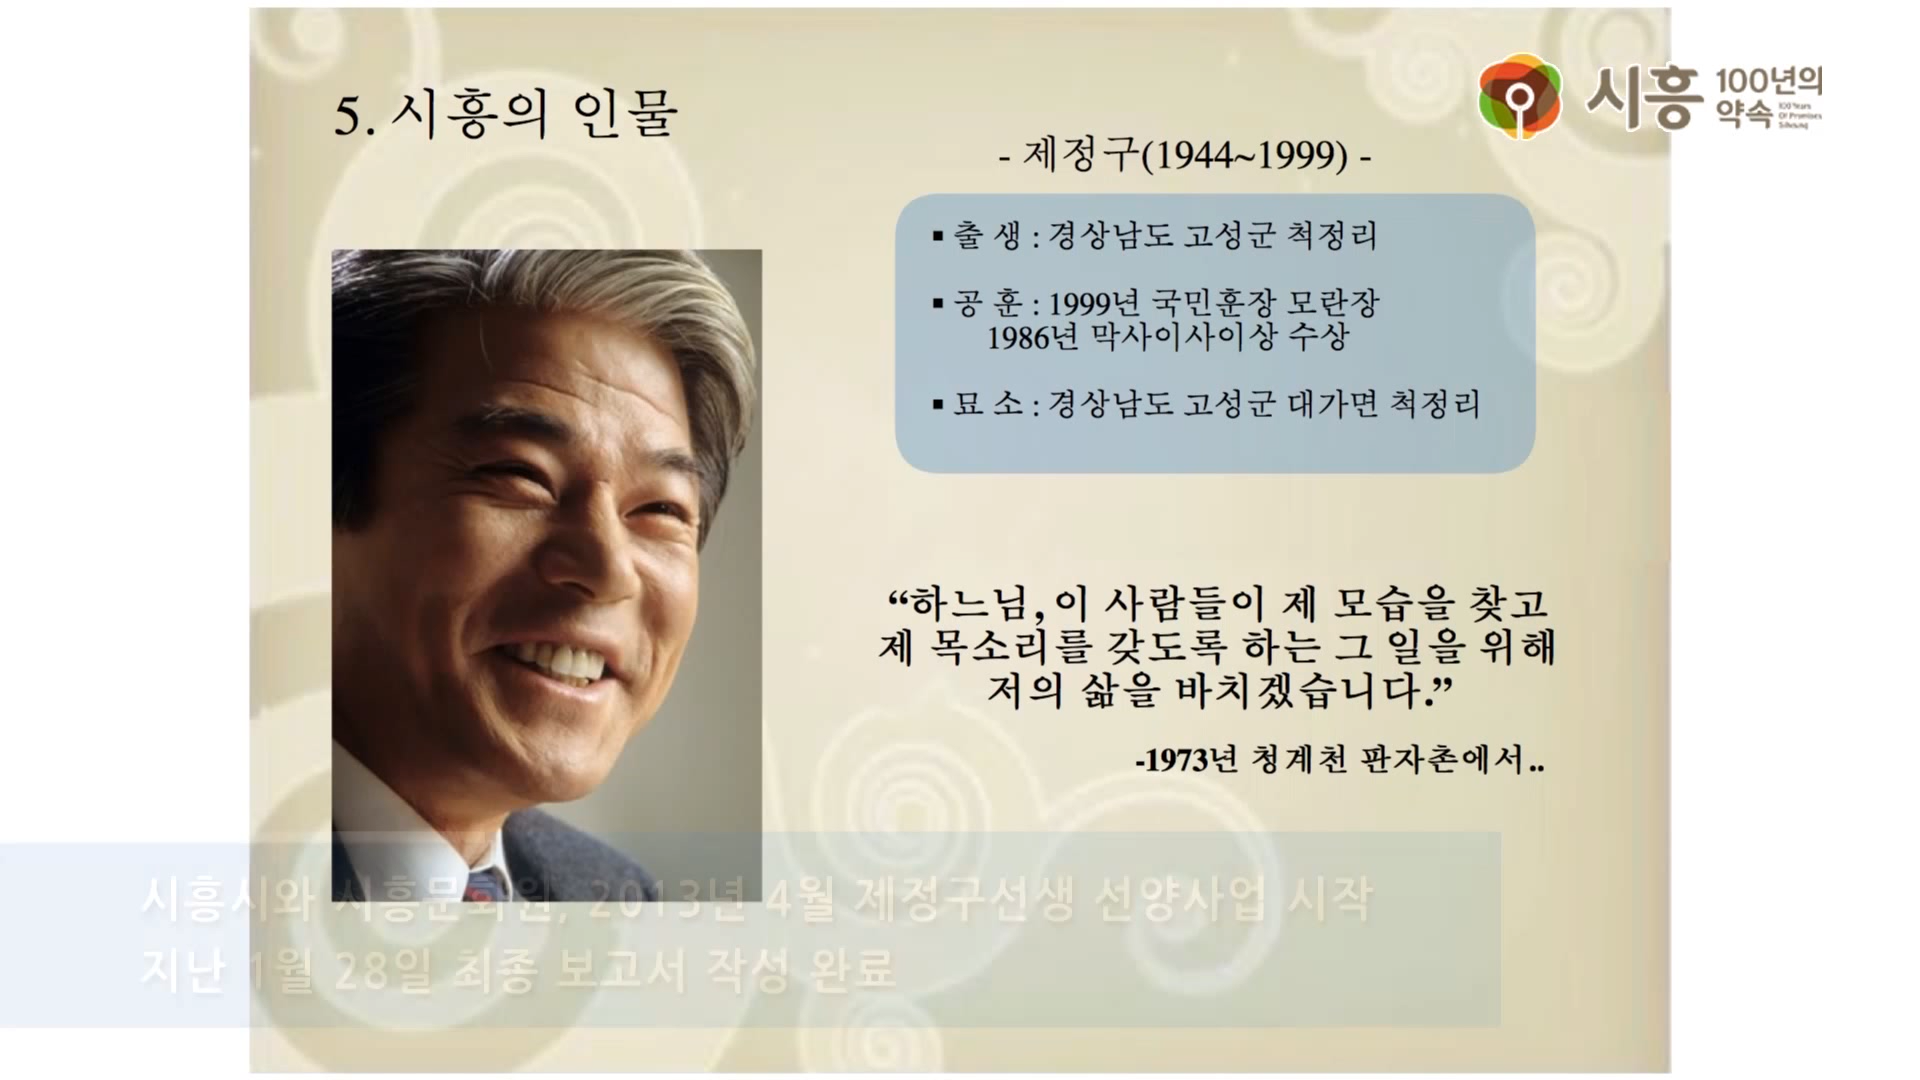 5. 시흥의 인물
시흥 100년의 약속
100 Years
Of Promises
Siheung
- 제정구(1944~1999) -
▪ 출 생 : 경상남도 고성군 척정리
▪ 공 훈 : 1999년 국민훈장 모란장
1986년 막사이사이상 수상
▪ 묘 소 : 경상남도 고성군 대가면 척정리
“하느님, 이 사람들이 제 모습을 찾고
제 목소리를 갖도록 하는 그 일을 위해
저의 삶을 바치겠습니다.”
-1973년 청계천 판자촌에서..
시흥시와 시흥문화원, 2013년 4월 제정구선생 선양사업 시작
지난 1월 28일 최종 보고서 작성 완료